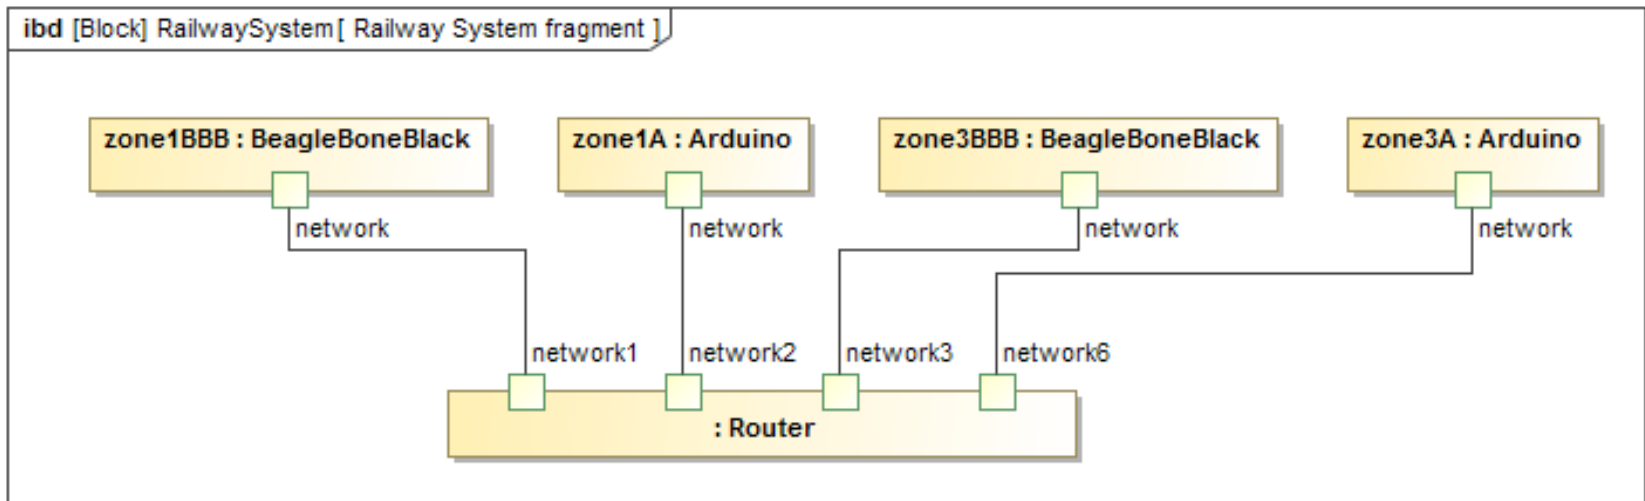 ibd [Block] RailwaySystem[ Railway System fragment ]
zone1BBB : BeagleBoneBlack
zone1A : Arduino
zone3BBB : BeagleBoneBlack
zone3A : Arduino
network
network
network
network
network1
network2
network3
network6
: Router